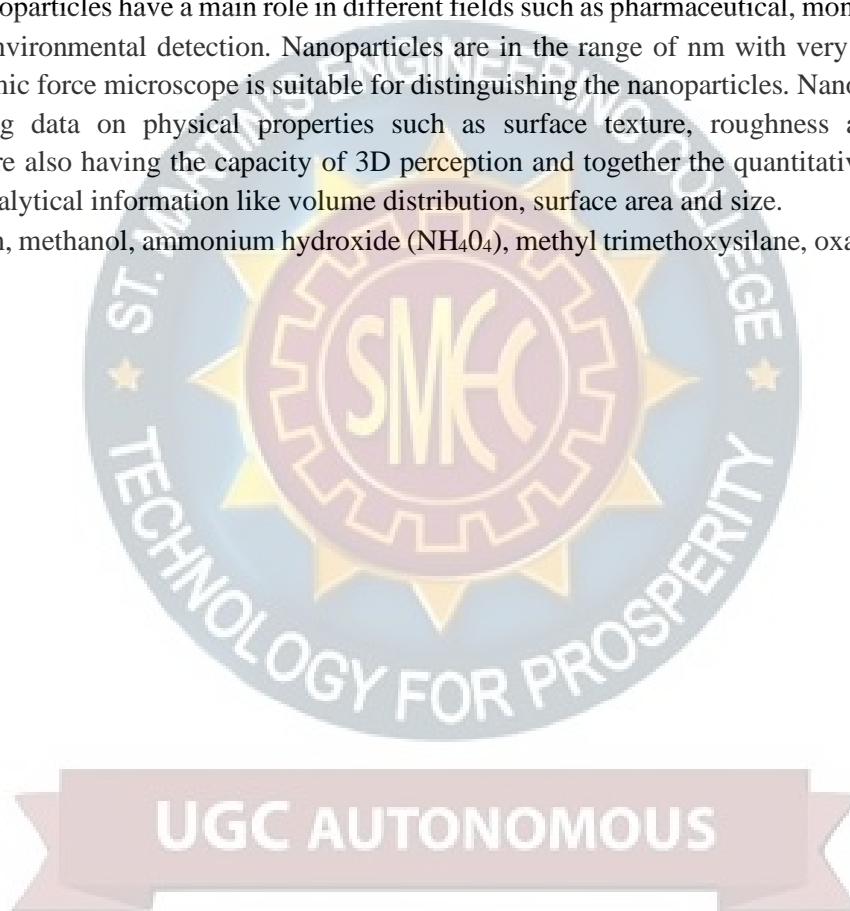 oparticles have a main role in different fields such as pharmaceutical, mon
nvironmental detection. Nanoparticles are in the range of nm with very
nic force microscope is suitable for distinguishing the nanoparticles. Nano
g data on physical properties such as surface texture, roughness a
re also having the capacity of 3D perception and together the quantitativ
alytical information like volume distribution, surface area and size.
n, methanol, ammonium hydroxide (NH₄0₄), methyl trimethoxysilane, oxa
ST. MARTIN'S ENGINEERING COLLEGE
SMEC
TECHNOLOGY FOR PROSPERITY
UGC AUTONOMOUS